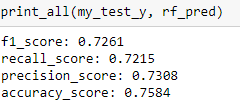 print_all(my_test_y, rf_pred)
f1_score: 0.7261
recall_score: 0.7215
precision_score: 0.7308
accuracy_score: 0.7584